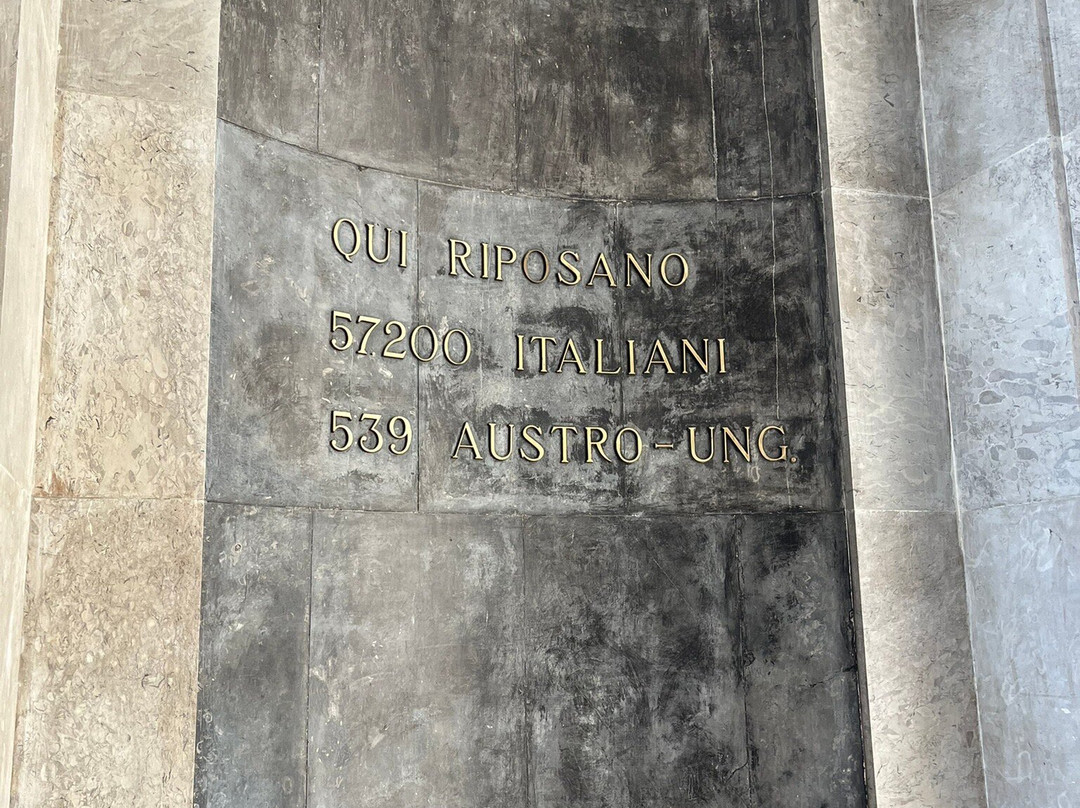 QUI RIPOSANO
57200 ITALIANI
539 AUSTRO-UNG.